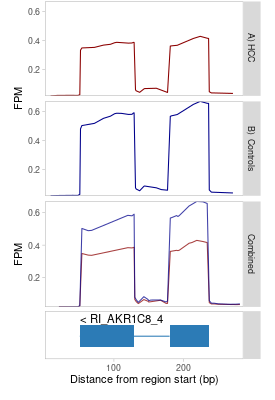 0.6
0.4
0.2
A) HCC
FPM
0.6
0.4
0.2
B) Controls
0.6
0.4
0.2
Combined
FPM
< RI_AKR1C8_4
100
200
Distance from region start (bp)